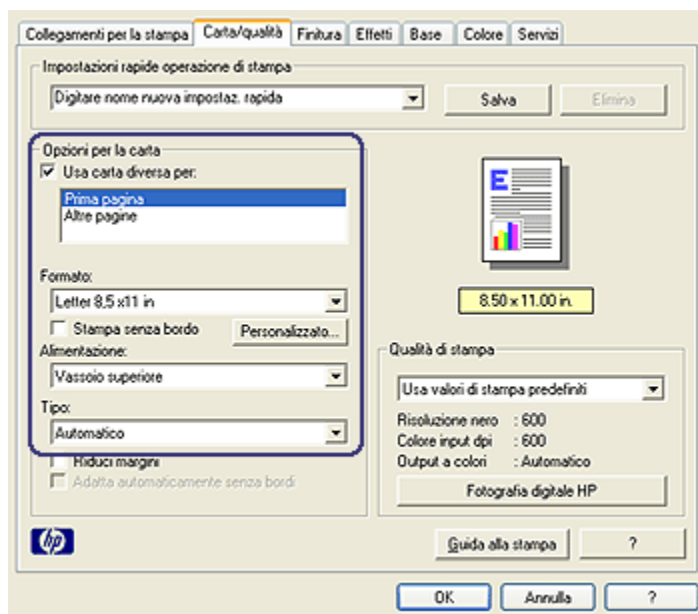 Collegamenti per la stampa Carta/qualità Finitura Effetti Base Colore Servizi
Impostazioni rapide operazione di stampa
Digitare nome nuova impostaz. rapida Salva Elimina
Opzioni per la carta
Usa carta diversa per:
Prima pagina
Altre pagine
Formato:
Letter 8,5 x11 in
Stampa senza bordo Personalizzato...
Alimentazione:
Vassoio superiore
Tipo:
Automatico
Riduci margini
Adatta automaticamente senza bordi
E
8.50 x 11.00 in.
Qualità di stampa
Usa valori di stampa predefiniti
Risoluzione nero : 600
Colore input dpi : 600
Output a colori : Automatico
Fotografia digitale HP
hp
Guida alla stampa ?
OK Annulla ?